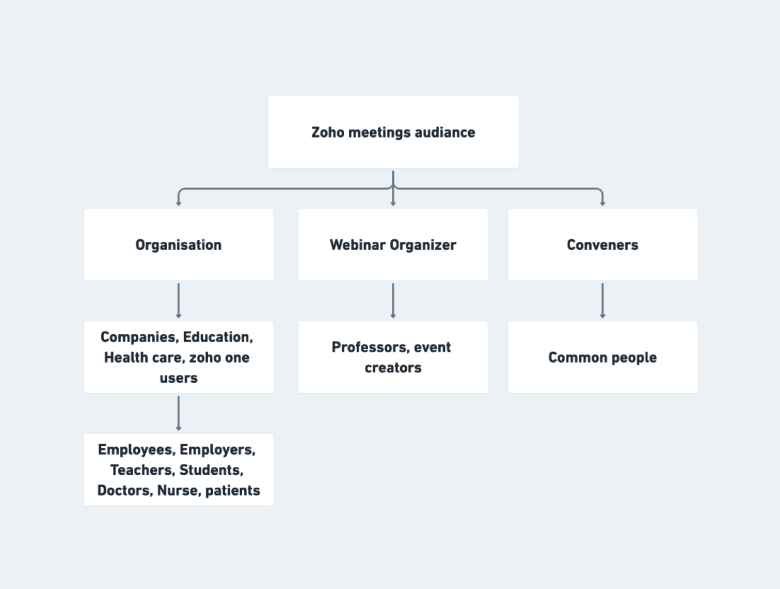 Zoho meetings audiance
Organisation
Webinar Organizer
Conveners
Companies, Education,
Health care, zoho one
users
Professors, event
creators
Common people
Employees, Employers,
Teachers, Students,
Doctors, Nurse, patients